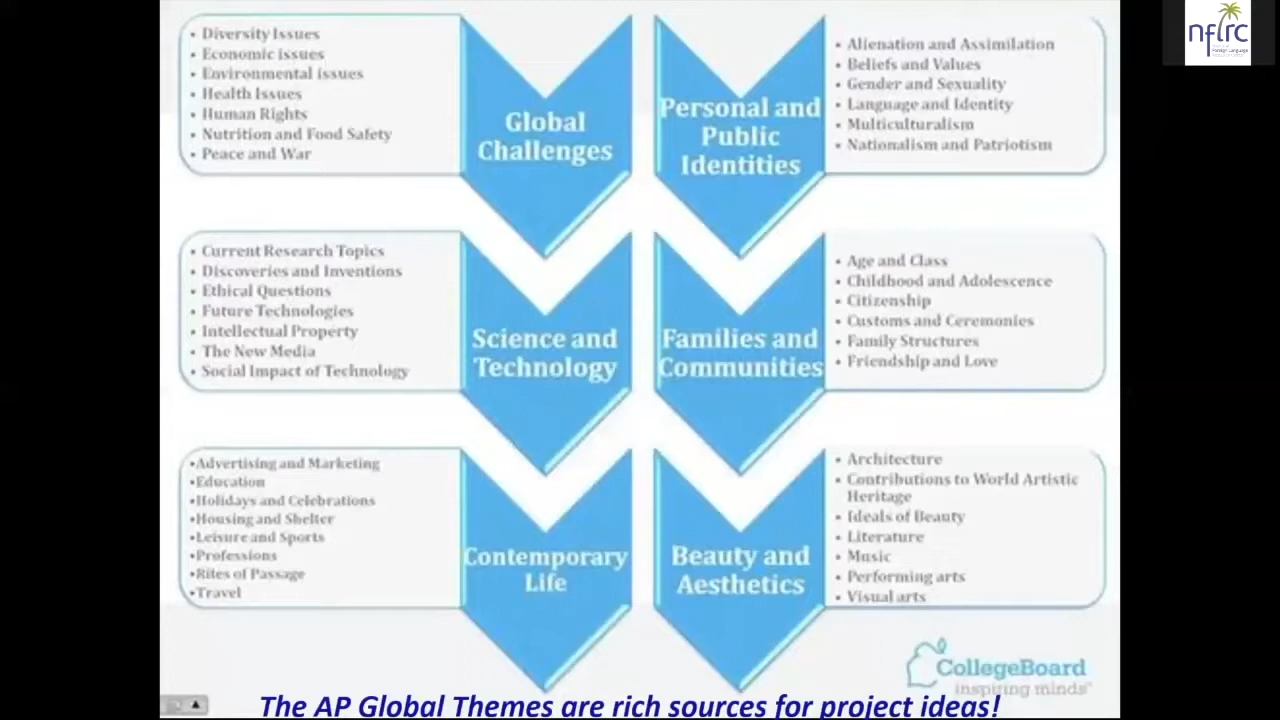 • Diversity Issues
• Economic issues
• Environmental issues
• Health Issues
• Human Rights
• Nutrition and Food Safety
• Peace and War
Global
Challenges
Personal and
Public
Identities
• Alienation and Assimilation
• Beliefs and Values
• Gender and Sexuality
• Language and Identity
• Multiculturalism
• Nationalism and Patriotism
• Current Research Topics
• Discoveries and Inventions
• Ethical Questions
• Future Technologies
• Intellectual Property
• The New Media
• Social Impact of Technology
Science and
Technology
Families and
Communities
• Age and Class
• Childhood and Adolescence
• Citizenship
• Customs and Ceremonies
• Family Structures
• Friendship and Love
•Advertising and Marketing
•Education
•Holidays and Celebrations
•Housing and Shelter
•Leisure and Sports
•Professions
•Rites of Passage
•Travel
Contemporary
Life
Beauty and
Aesthetics
• Architecture
• Contributions to World Artistic
Heritage
• Ideals of Beauty
• Literature
• Music
• Performing arts
• Visual arts
CollegeBoard
inspiring minds
The AP Global Themes are rich sources for project ideas!
nflrc
Foreign Language